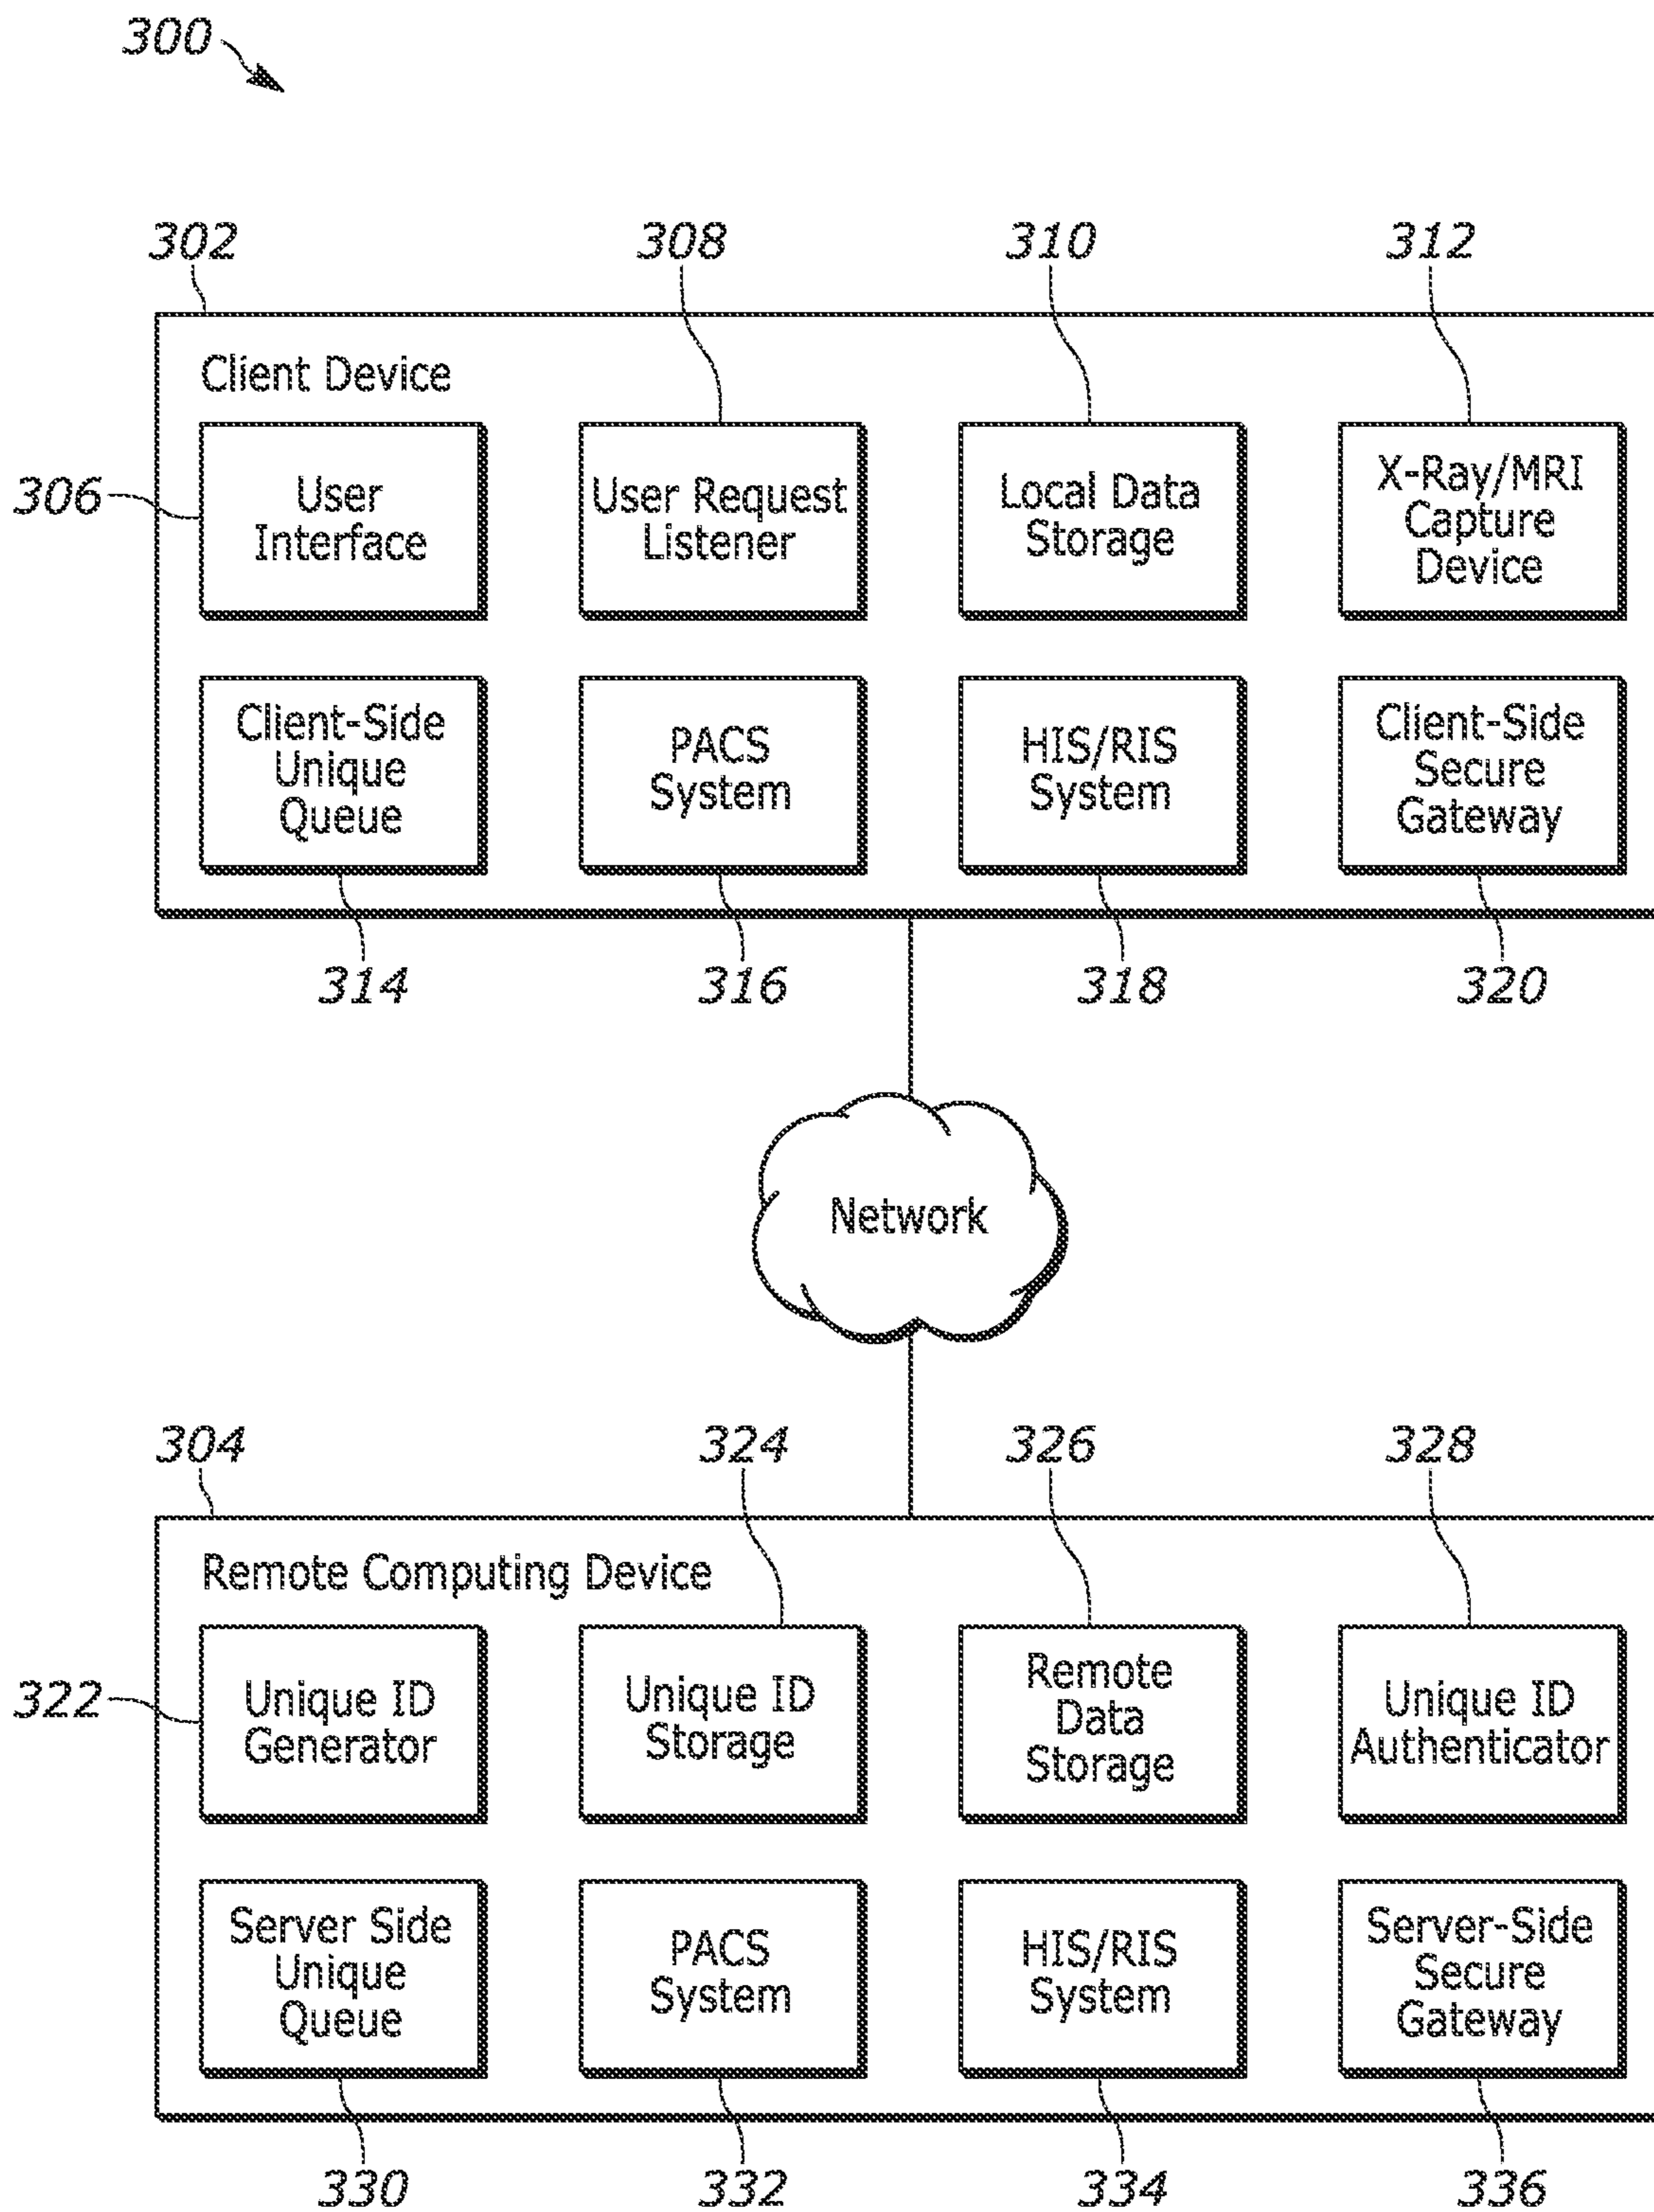 300
302
308
310
312
Client Device
306
User
Interface
User Request
Listener
Local Data
Storage
X-Ray/MRI
Capture
Device
Client-Side
Unique
Queue
PACS
System
HIS/RIS
System
Client-Side
Secure
Gateway
314
316
318
320
Network
304
324
326
328
Remote Computing Device
322
Unique ID
Generator
Unique ID
Storage
Remote
Data
Storage
Unique ID
Authenticator
Server Side
Unique
Queue
PACS
System
HIS/RIS
System
Server-Side
Secure
Gateway
330
332
334
336